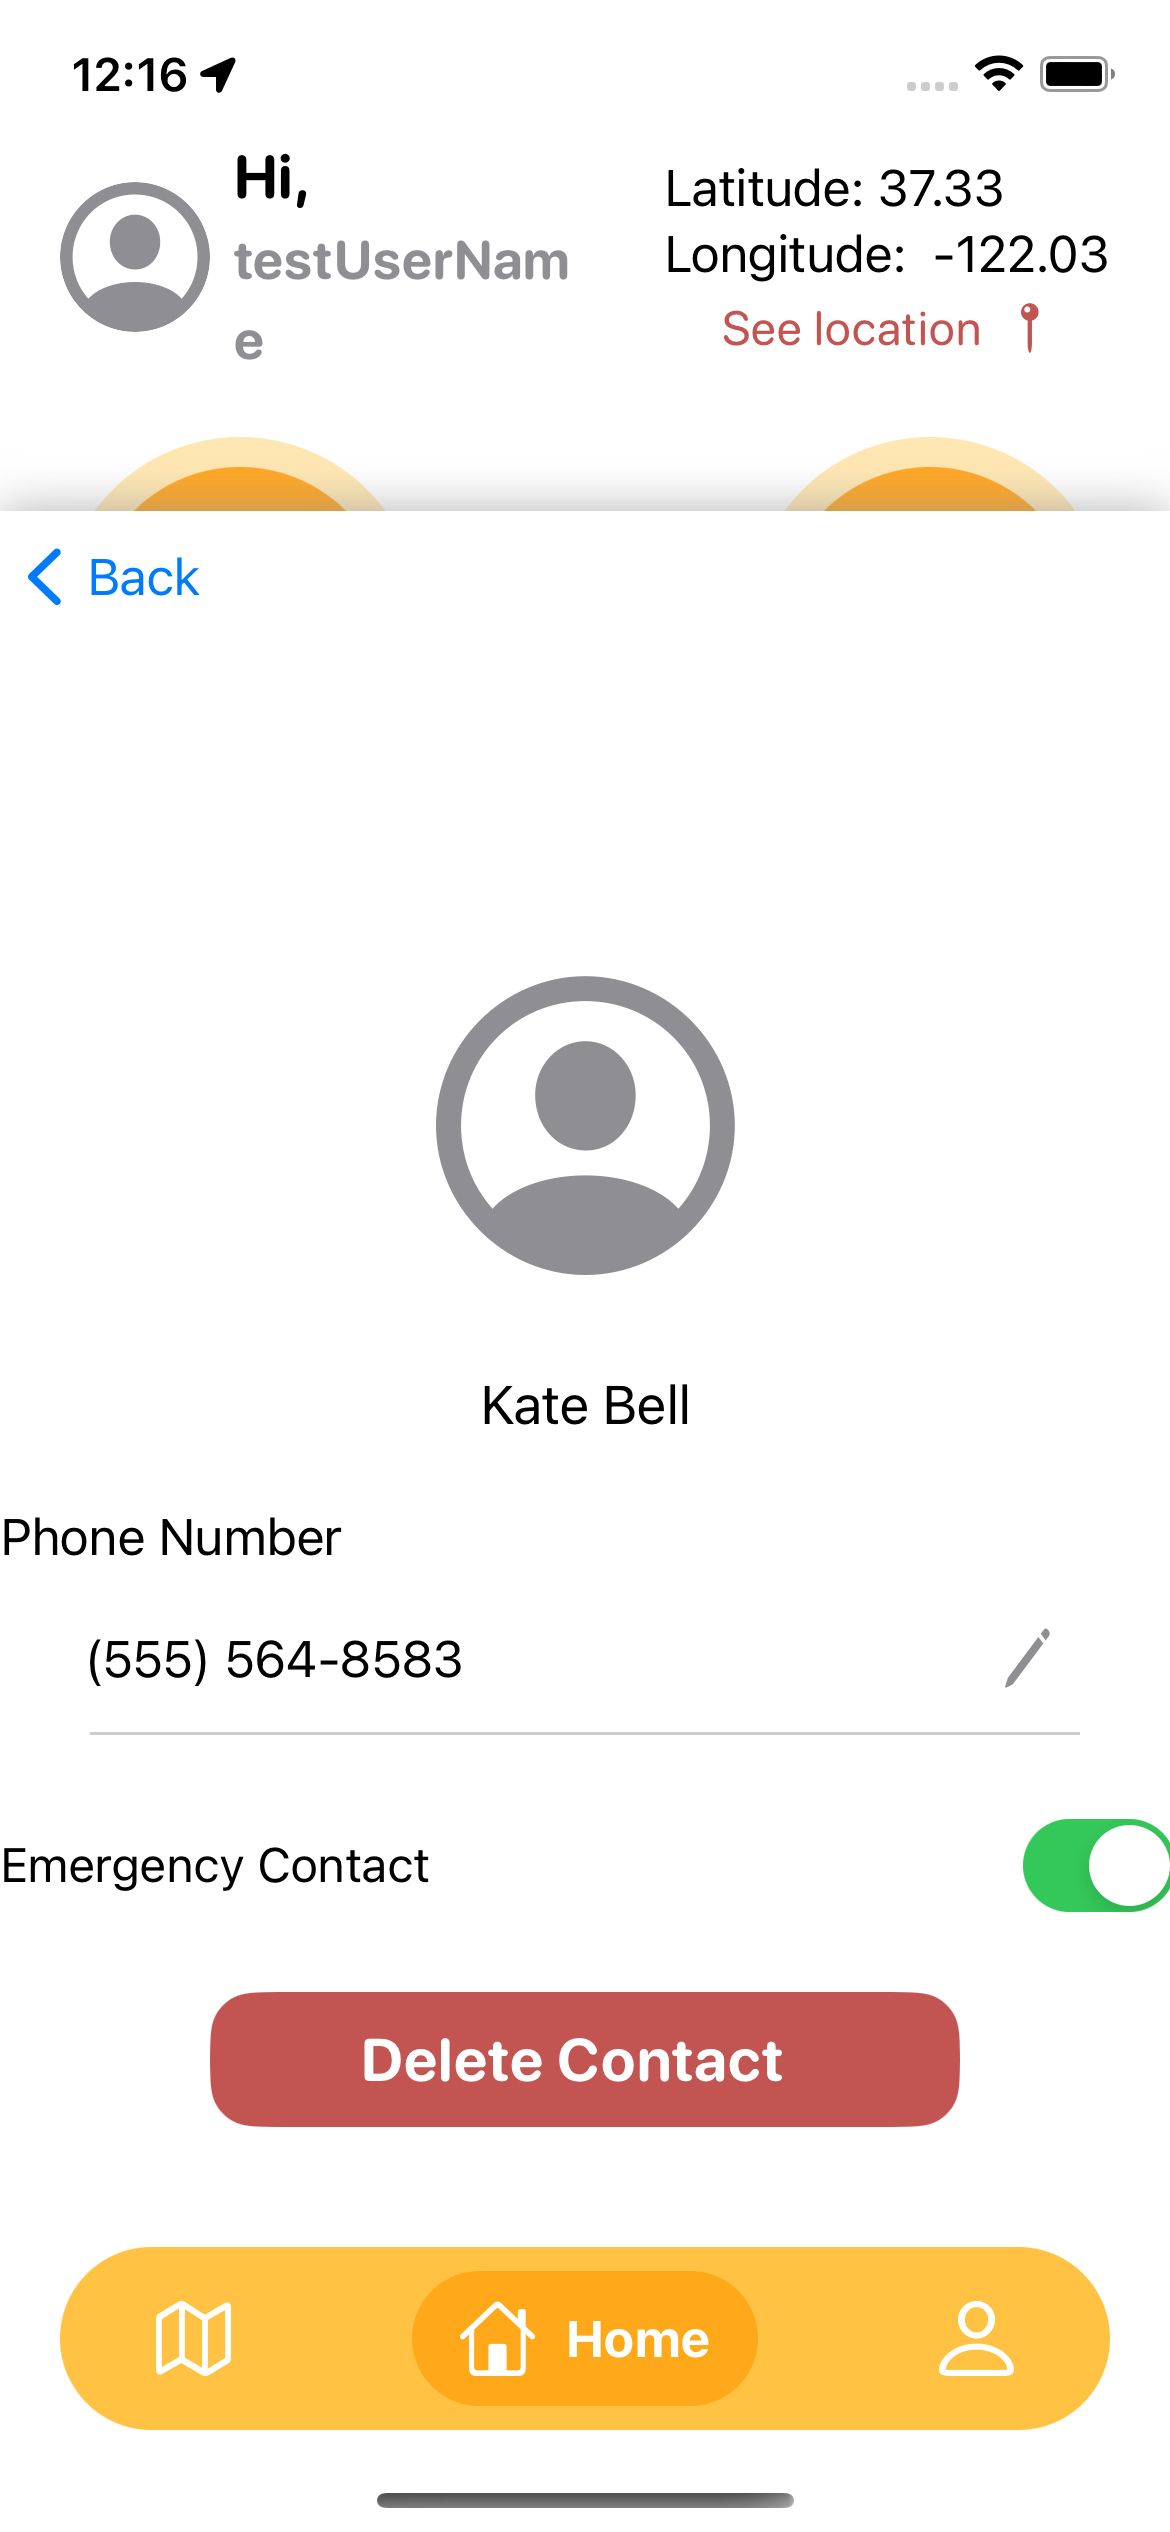 12:16
Hi,
testUserNam
e
Latitude: 37.33
Longitude: -122.03
See location
Back
Kate Bell
Phone Number
(555) 564-8583
Emergency Contact
Delete Contact
Home